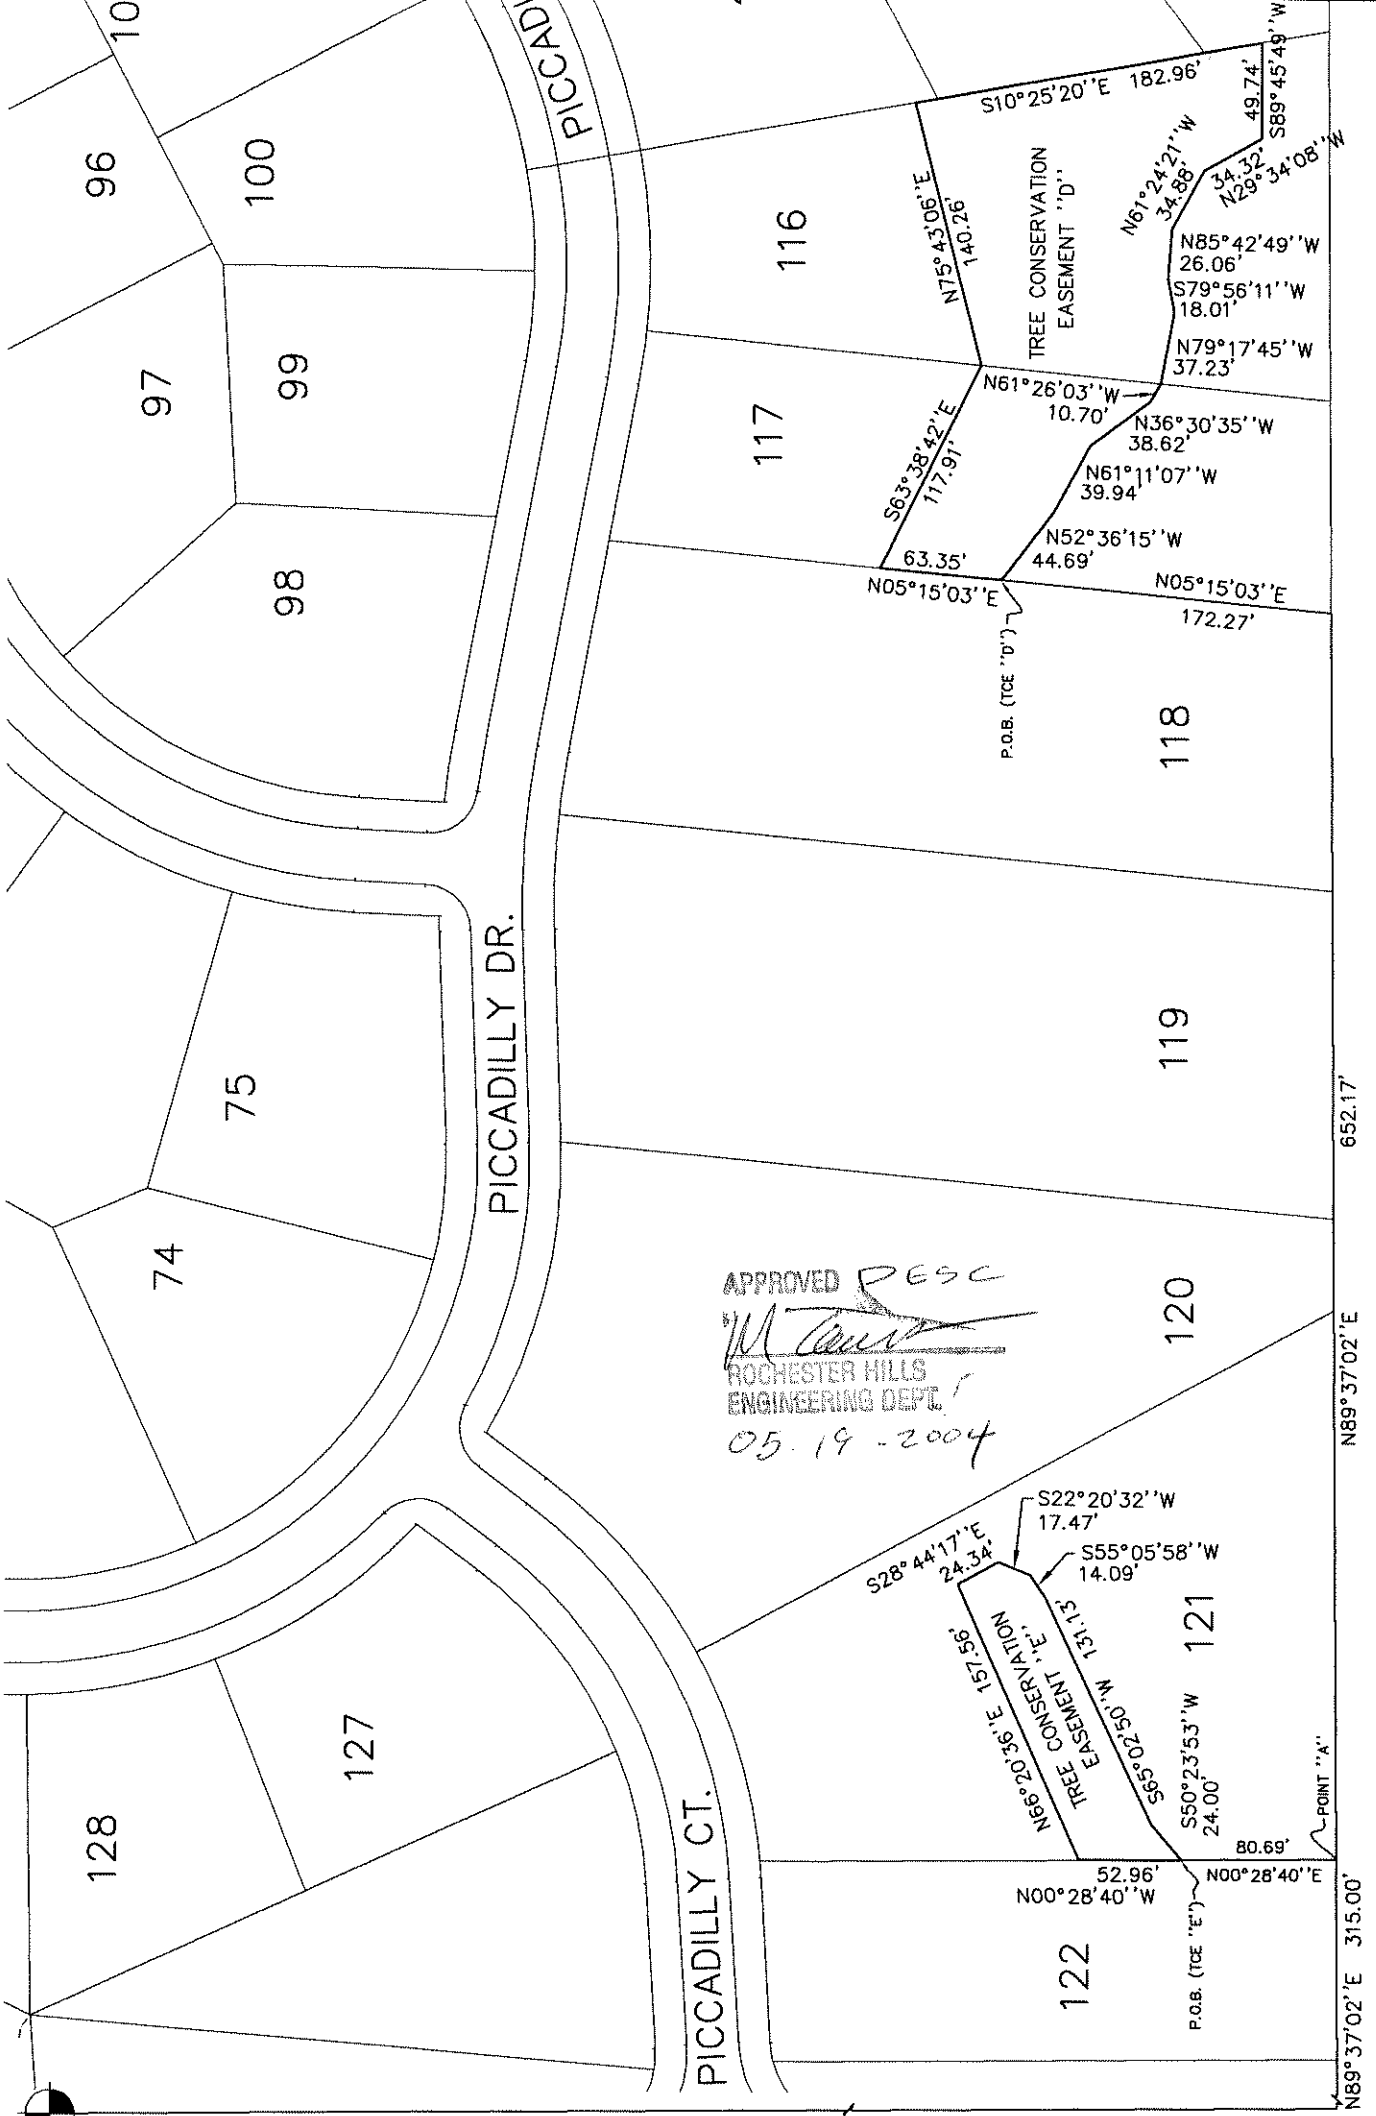 10
96
100
97
99
98
PICCADI
PICCADI
116
117
118
119
120
121
122
74
75
127
128
PICCADILLY DR.
PICCADILLY CT.
S10°25'20''E 182.96'
49.74'
S89°45'49''W
N61°24'21''W
34.88'
34.32'
N29°34'08''W
N75°43'06''E
140.26'
TREE CONSERVATION
EASEMENT ''D''
N85°42'49''W
26.06'
S79°56'11''W
18.01'
N79°17'45''W
37.23'
N61°26'03''W
10.70'
N36°30'35''W
38.62'
N61°11'07''W
39.94'
N52°36'15''W
44.69'
S63°38'42''E
117.91'
63.35'
N05°15'03''E
N05°15'03''E
172.27'
P.O.B. (TCE ''D'')
APPROVED DESC
ROCHESTER HILLS
ENGINEERING DEPT.
05.19-2004
S28°44'17''E
24.34'
S22°20'32''W
17.47'
S55°05'58''W
14.09'
N66°20'36''E 157.56'
TREE CONSERVATION
EASEMENT ''E''
S65°02'50''W 131.13'
S50°23'53''W
24.00'
52.96'
N00°28'40''W
80.69'
N00°28'40''E
P.O.B. (TCE ''E'')
POINT ''A''
652.17'
N89°37'02''E
N89°37'02''E 315.00'